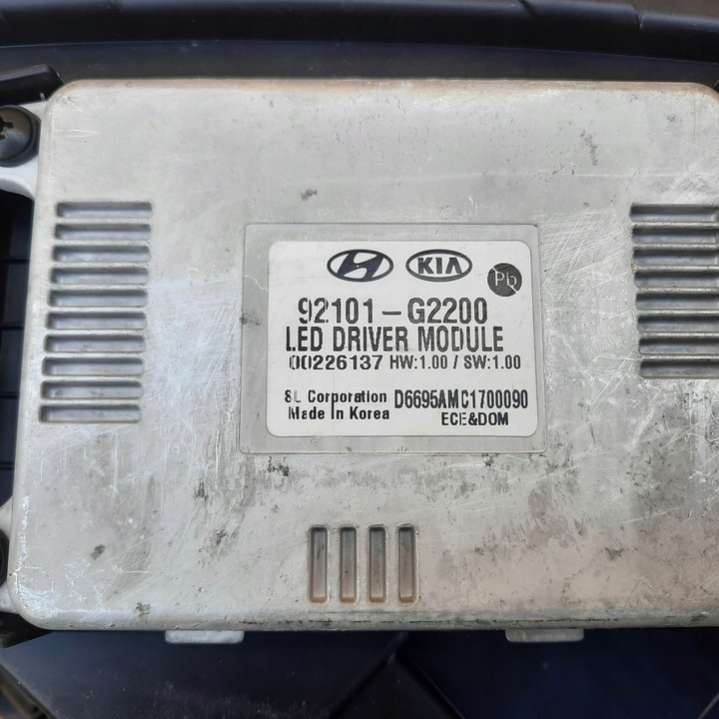 KIA
Pb
92101-G2200
LED DRIVER MODULE
00226137 HW:1.00 / SW:1.00
SL Corporation D6695AMC1700090
Made In Korea ECE&DOM